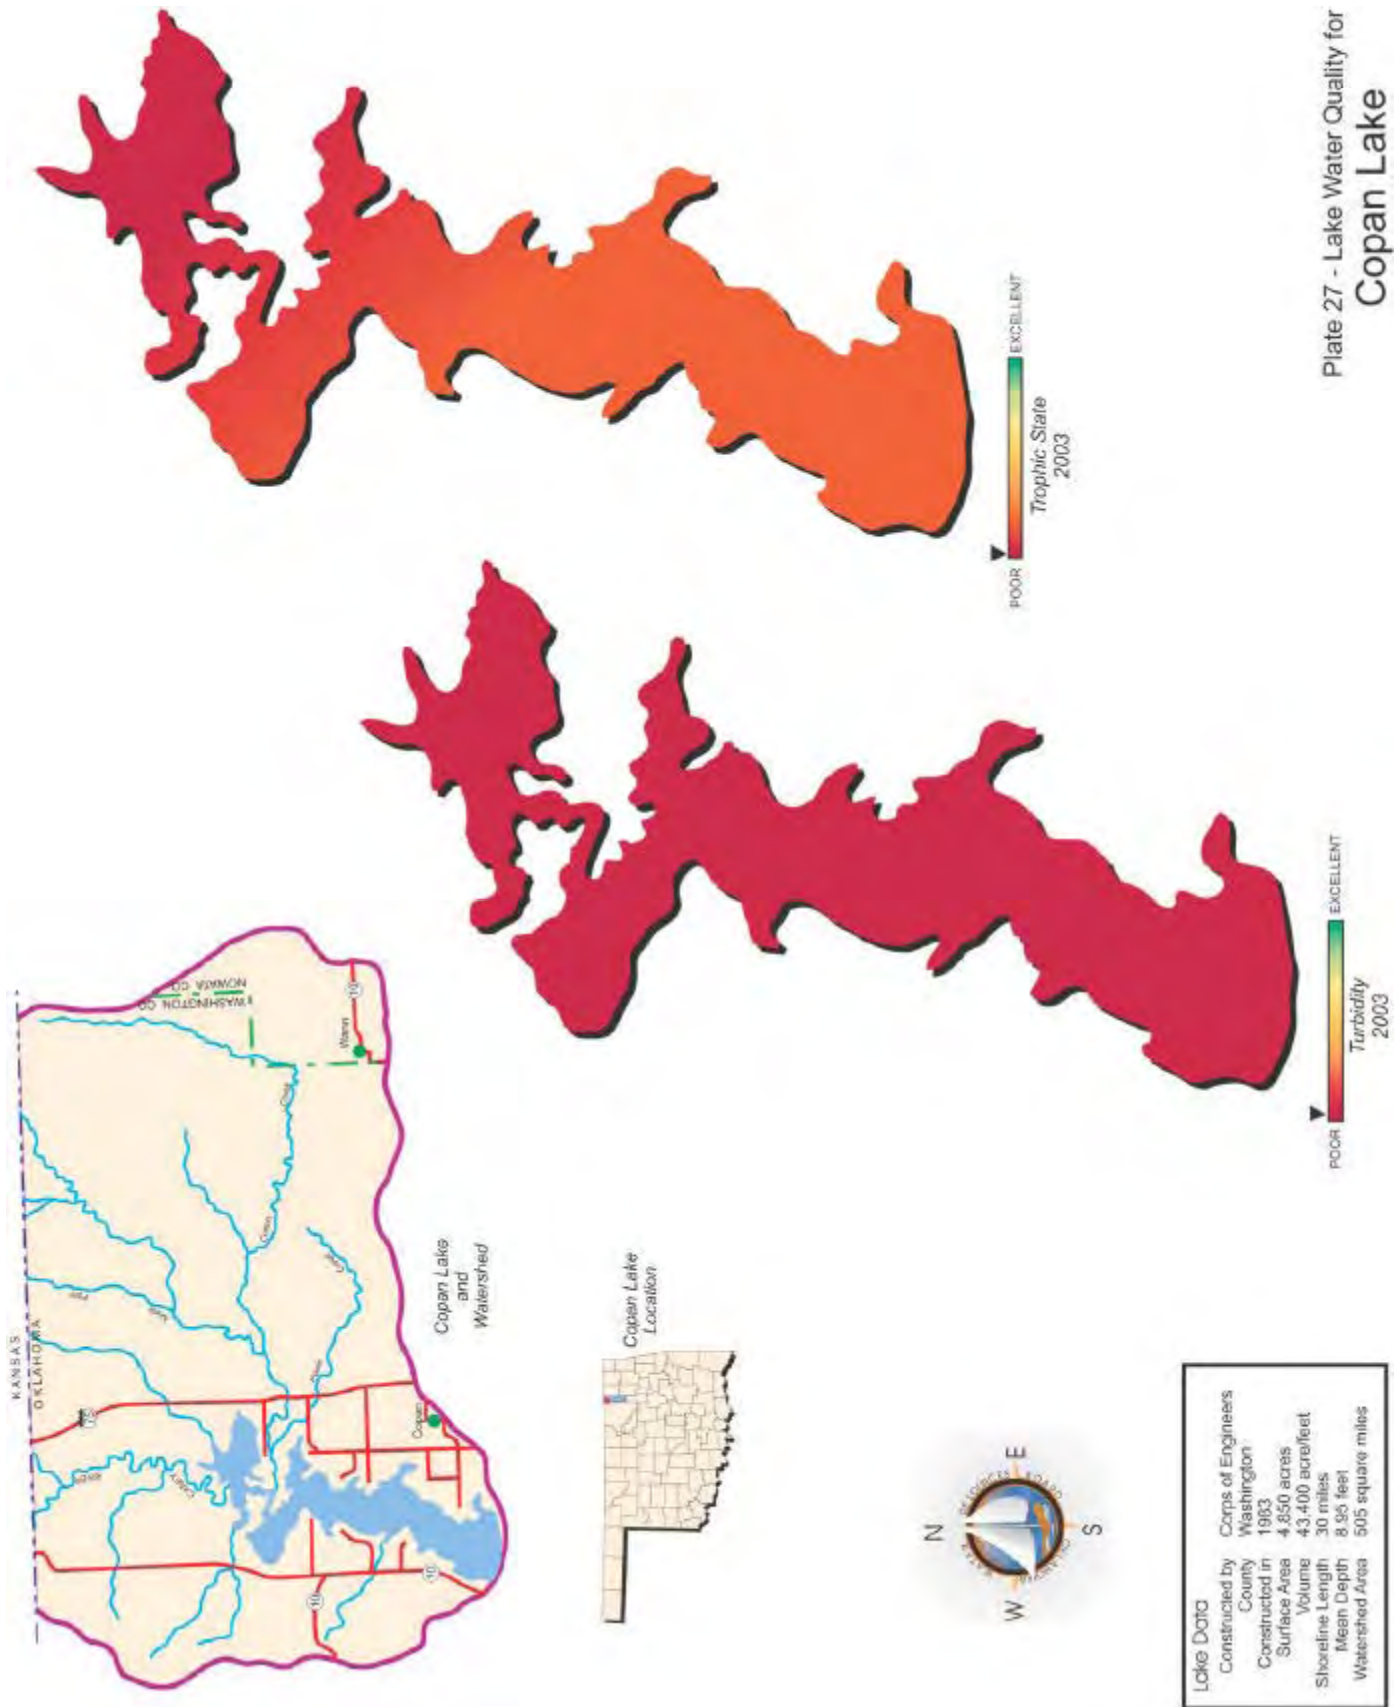 KANSAS
OKLAHOMA
75
WASHINGTON CO.
NOWATA CO.
10
Wann
Copan
10
10
Copan Lake
and
Watershed
Copan Lake
Location
N
W
E
S
Lake Data
Constructed by Corps of Engineers
County Washington
Constructed in 1983
Surface Area 4,850 acres
Volume 43,400 acre/feet
Shoreline Length 30 miles
Mean Depth 8.95 feet
Watershed Area 505 square miles
POOR EXCELLENT
Turbidity
2003
POOR EXCELLENT
Trophic State
2003
Plate 27 - Lake Water Quality for
Copan Lake